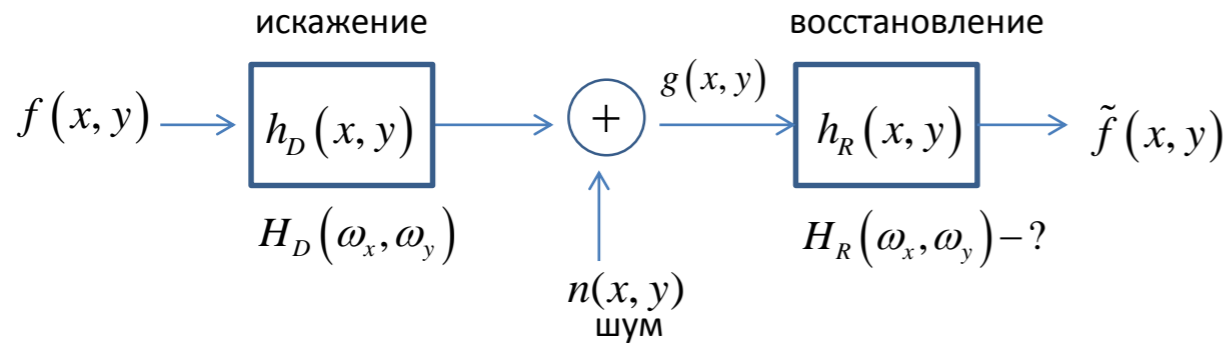 искажение
восстановление
f(x, y)
h_D(x, y)
+
g(x, y)
h_R(x, y)
f̃(x, y)
H_D(ω_x, ω_y)
H_R(ω_x, ω_y) – ?
n(x, y)
шум